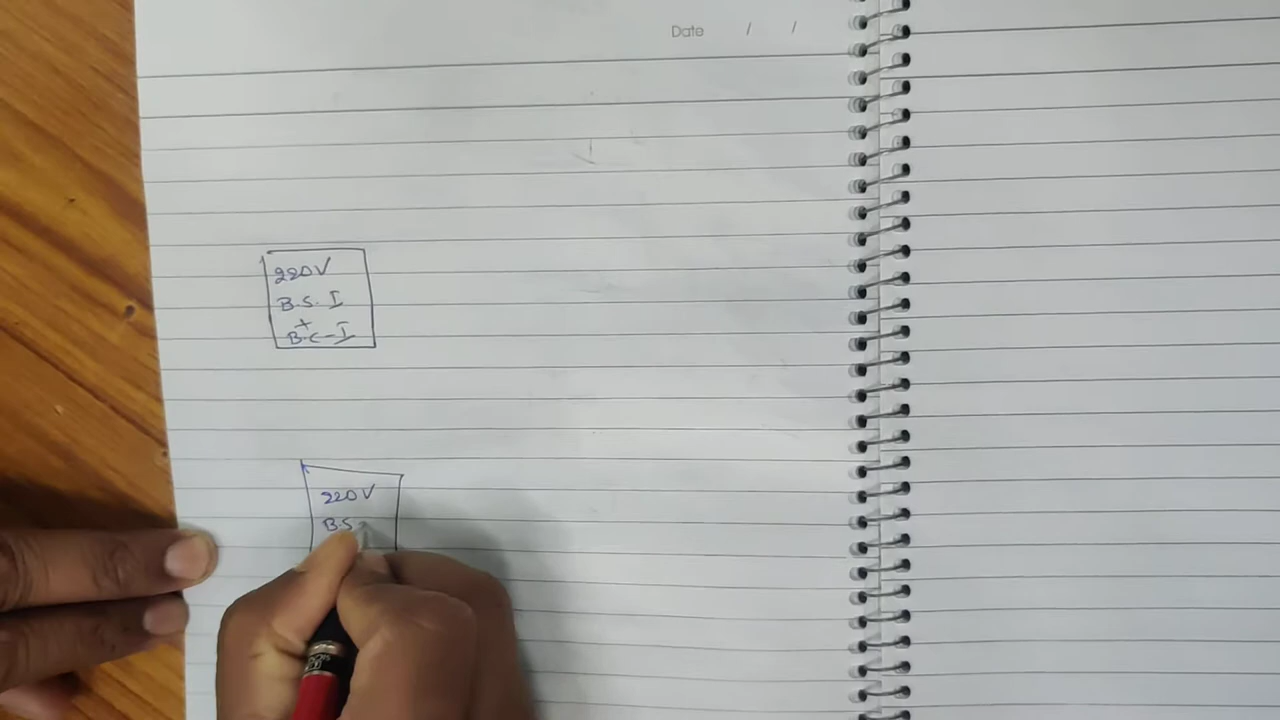 Date / /
220V
B.S. I
+
B.C-I
220V
B.S